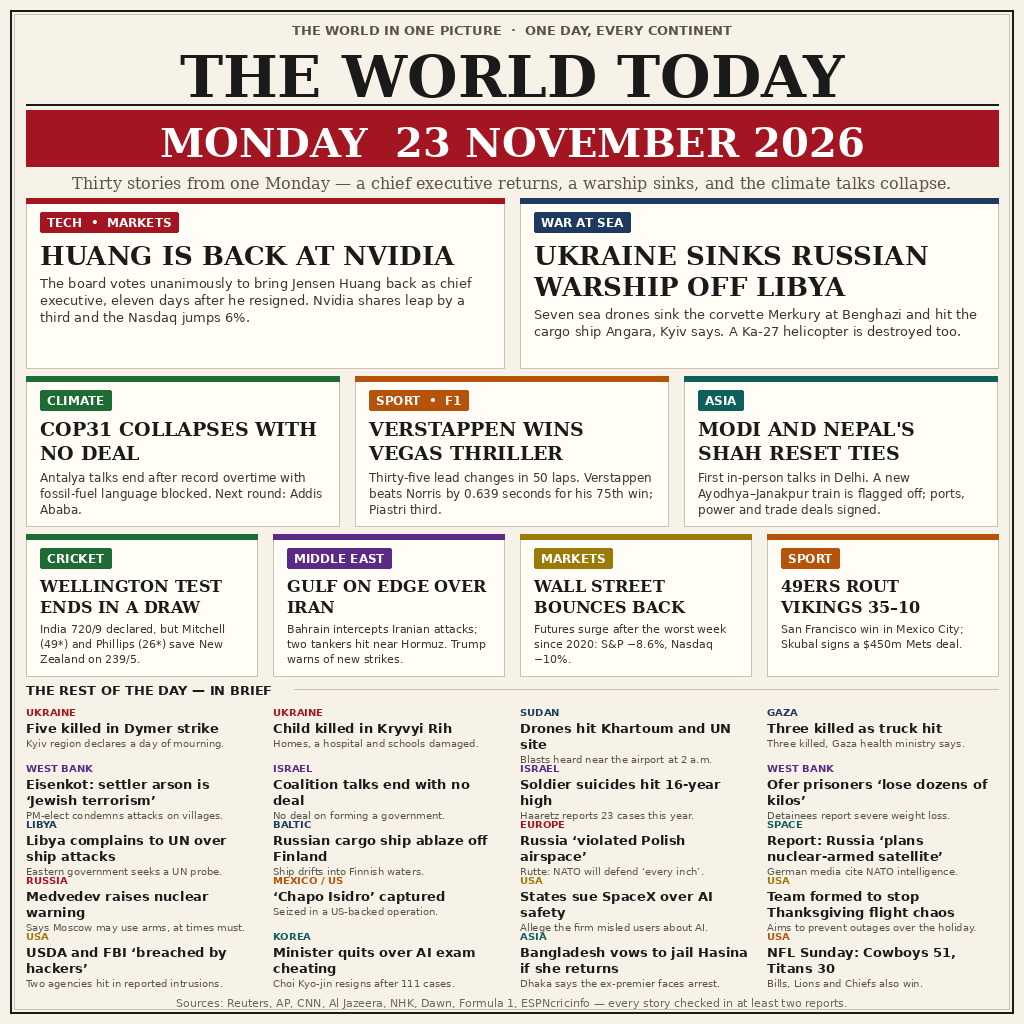 THE WORLD IN ONE PICTURE · ONE DAY, EVERY CONTINENT
THE WORLD TODAY
MONDAY 23 NOVEMBER 2026
Thirty stories from one Monday — a chief executive returns, a warship sinks, and the climate talks collapse.
TECH • MARKETS
HUANG IS BACK AT NVIDIA
The board votes unanimously to bring Jensen Huang back as chief
executive, eleven days after he resigned. Nvidia shares leap by a
third and the Nasdaq jumps 6%.
WAR AT SEA
UKRAINE SINKS RUSSIAN
WARSHIP OFF LIBYA
Seven sea drones sink the corvette Merkury at Benghazi and hit the
cargo ship Angara, Kyiv says. A Ka-27 helicopter is destroyed too.
CLIMATE
COP31 COLLAPSES WITH
NO DEAL
Antalya talks end after record overtime with
fossil-fuel language blocked. Next round: Addis
Ababa.
SPORT • F1
VERSTAPPEN WINS
VEGAS THRILLER
Thirty-five lead changes in 50 laps. Verstappen
beats Norris by 0.639 seconds for his 75th win;
Piastri third.
ASIA
MODI AND NEPAL'S
SHAH RESET TIES
First in-person talks in Delhi. A new
Ayodhya–Janakpur train is flagged off; ports,
power and trade deals signed.
CRICKET
WELLINGTON TEST
ENDS IN A DRAW
India 720/9 declared, but Mitchell
(49*) and Phillips (26*) save New
Zealand on 239/5.
MIDDLE EAST
GULF ON EDGE OVER
IRAN
Bahrain intercepts Iranian attacks;
two tankers hit near Hormuz. Trump
warns of new strikes.
MARKETS
WALL STREET
BOUNCES BACK
Futures surge after the worst week
since 2020: S&P −8.6%, Nasdaq
−10%.
SPORT
49ERS ROUT
VIKINGS 35–10
San Francisco win in Mexico City;
Skubal signs a $450m Mets deal.
THE REST OF THE DAY — IN BRIEF
UKRAINE
Five killed in Dymer strike
Kyiv region declares a day of mourning.
UKRAINE
Child killed in Kryvyi Rih
Homes, a hospital and schools damaged.
SUDAN
Drones hit Khartoum and UN
site
Blasts heard near the airport at 2 a.m.
GAZA
Three killed as truck hit
Three killed, Gaza health ministry says.
WEST BANK
Eisenkot: settler arson is
‘Jewish terrorism’
PM-elect condemns attacks on villages.
ISRAEL
Coalition talks end with no
deal
No deal on forming a government.
ISRAEL
Soldier suicides hit 16-year
high
Haaretz reports 23 cases this year.
WEST BANK
Ofer prisoners ‘lose dozens of
kilos’
Detainees report severe weight loss.
LIBYA
Libya complains to UN over
ship attacks
Eastern government seeks a UN probe.
BALTIC
Russian cargo ship ablaze off
Finland
Ship drifts into Finnish waters.
EUROPE
Russia ‘violated Polish
airspace’
Rutte: NATO will defend ‘every inch’.
SPACE
Report: Russia ‘plans
nuclear-armed satellite’
German media cite NATO intelligence.
RUSSIA
Medvedev raises nuclear
warning
Says Moscow may use arms, at times must.
MEXICO / US
‘Chapo Isidro’ captured
Seized in a US-backed operation.
USA
States sue SpaceX over AI
safety
Allege the firm misled users about AI.
USA
Team formed to stop
Thanksgiving flight chaos
Aims to prevent outages over the holiday.
USA
USDA and FBI ‘breached by
hackers’
Two agencies hit in reported intrusions.
KOREA
Minister quits over AI exam
cheating
Choi Kyo-jin resigns after 111 cases.
ASIA
Bangladesh vows to jail Hasina
if she returns
Dhaka says the ex-premier faces arrest.
USA
NFL Sunday: Cowboys 51,
Titans 30
Bills, Lions and Chiefs also win.
Sources: Reuters, AP, CNN, Al Jazeera, NHK, Dawn, Formula 1, ESPNcricinfo — every story checked in at least two reports.